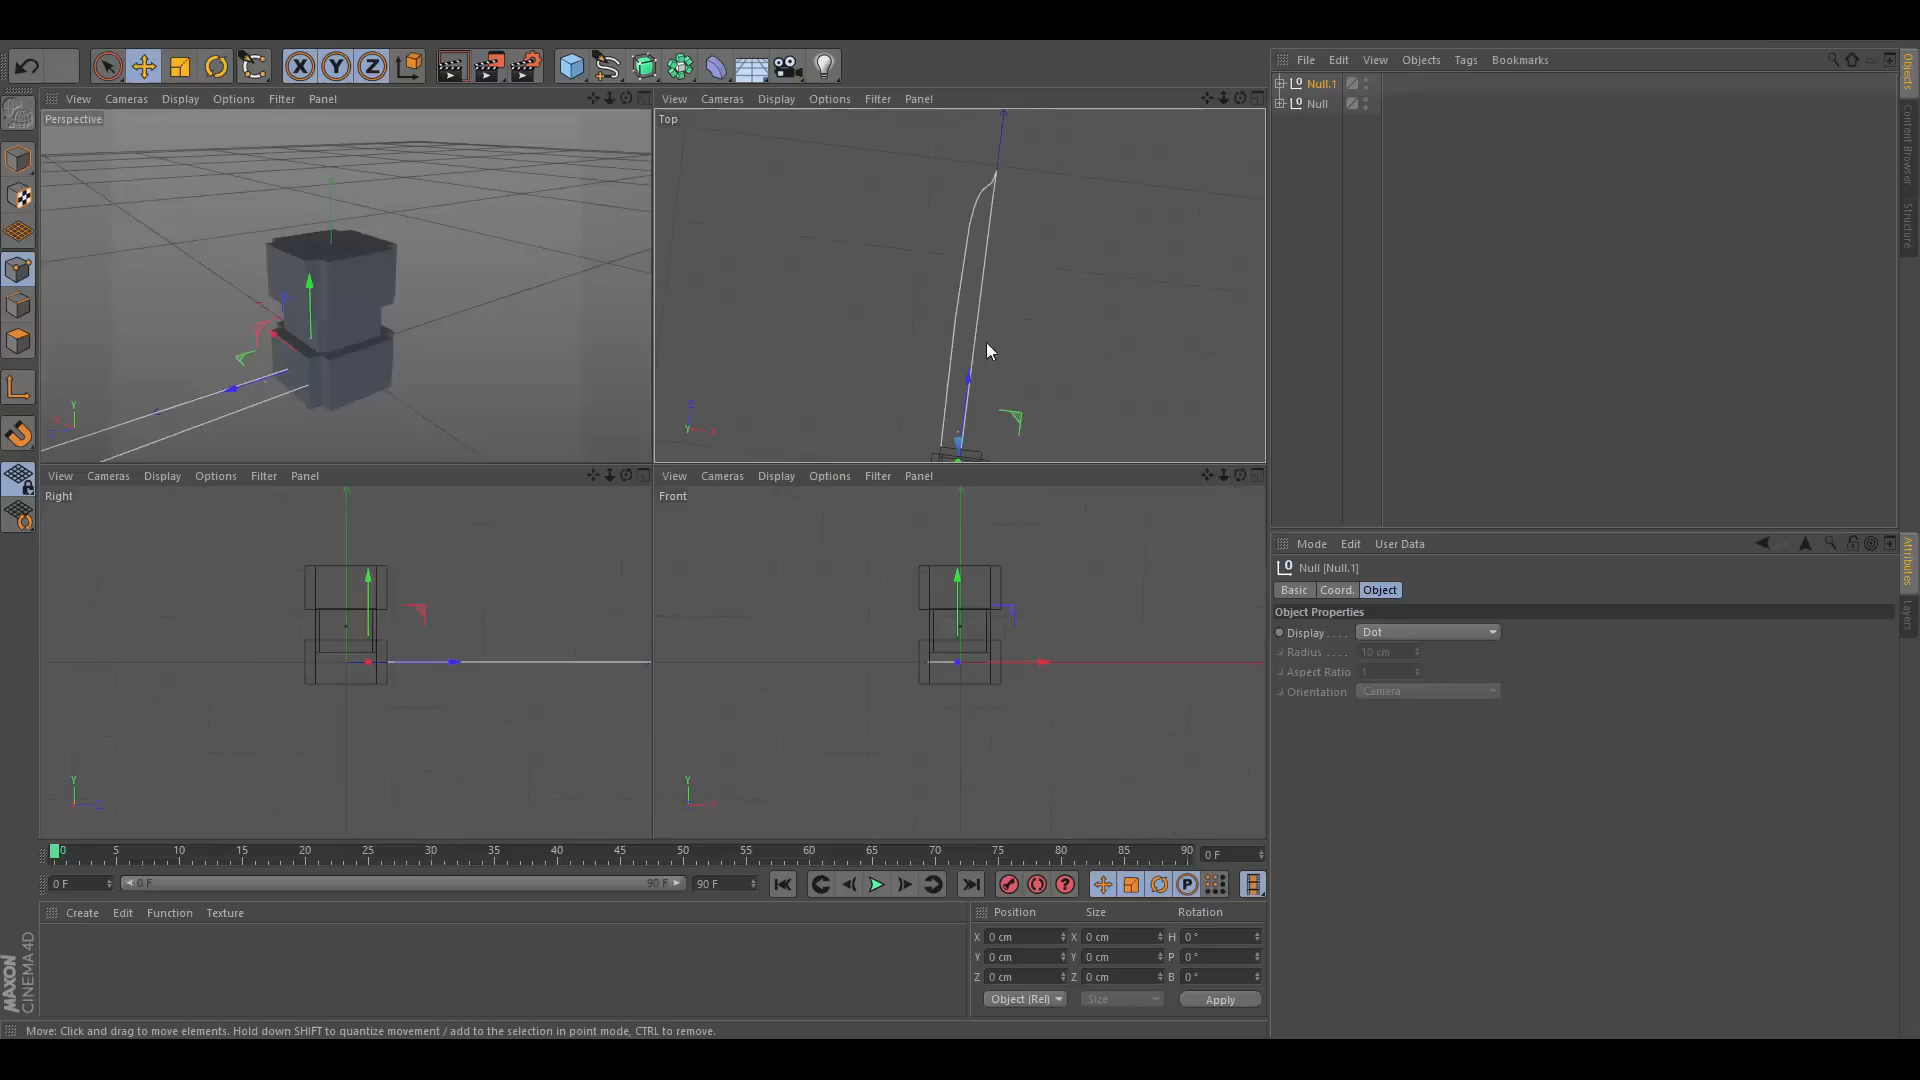 File Edit View Objects Tags Bookmarks
Null.1
Null
Objects
Content Browser
Structure
View Cameras Display Options Filter Panel
Perspective
View Cameras Display Options Filter Panel
Top
Y
X
Z
Z
Y
X
View Cameras Display Options Filter Panel
Right
View Cameras Display Options Filter Panel
Front
Y
Z
Y
X
Mode Edit User Data
Null [Null.1]
Basic Coord. Object
Object Properties
Display . . . . Dot
Radius . . . . 10 cm
Aspect Ratio 1
Orientation Camera
Attributes
Layers
0 5 10 15 20 25 30 35 40 45 50 55 60 65 70 75 80 85 90 0 F
0 F 0 F 90 F 90 F
Create Edit Function Texture
Position Size Rotation
X 0 cm X 0 cm H 0 °
Y 0 cm Y 0 cm P 0 °
Z 0 cm Z 0 cm B 0 °
Object (Rel) Size Apply
MAXON
CINEMA 4D
Move: Click and drag to move elements. Hold down SHIFT to quantize movement / add to the selection in point mode, CTRL to remove.